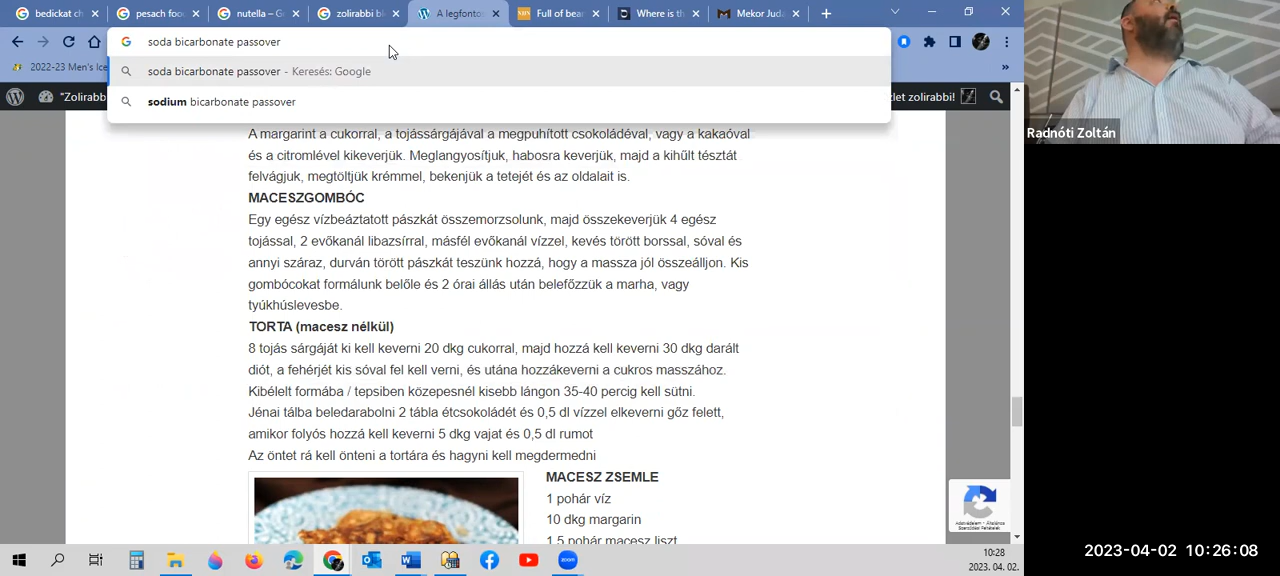 bedickat ch
pesach foo
nutella – G
zolirabbi bl
A legfontos
Full of bear
Where is th
Mekor Juda
soda bicarbonate passover
soda bicarbonate passover - Keresés: Google
sodium bicarbonate passover
2022-23 Men's Ice
»
"Zolirabb
zlet zolirabbi!
A margarint a cukorral, a tojássárgájával a megpuhított csokoládéval, vagy a kakaóval
és a citromlével kikeverjük. Meglangyosítjuk, habosra keverjük, majd a kihűlt tésztát
felvágjuk, megtöltjük krémmel, bekenjük a tetejét és az oldalait is.
MACESZGOMBÓC
Egy egész vízbeáztatott pászkát összemorzsolunk, majd összekeverjük 4 egész
tojással, 2 evőkanál libazsírral, másfél evőkanál vízzel, kevés törött borssal, sóval és
annyi száraz, durván törött pászkát teszünk hozzá, hogy a massza jól összeálljon. Kis
gombócokat formálunk belőle és 2 órai állás után belefőzzük a marha, vagy
tyúkhúslevesbe.
TORTA (macesz nélkül)
8 tojás sárgáját ki kell keverni 20 dkg cukorral, majd hozzá kell keverni 30 dkg darált
diót, a fehérjét kis sóval fel kell verni, és utána hozzákeverni a cukros masszához.
Kibélelt formába / tepsiben közepesnél kisebb lángon 35-40 percig kell sütni.
Jénai tálba beledarabolni 2 tábla étcsokoládét és 0,5 dl vízzel elkeverni gőz felett,
amikor folyós hozzá kell keverni 5 dkg vajat és 0,5 dl rumot
Az öntet rá kell önteni a tortára és hagyni kell megdermedni
MACESZ ZSEMLE
1 pohár víz
10 dkg margarin
1,5 pohár macesz liszt
Radnóti Zoltán
10:28
2023. 04. 02.
zoom
2023-04-02 10:26:08